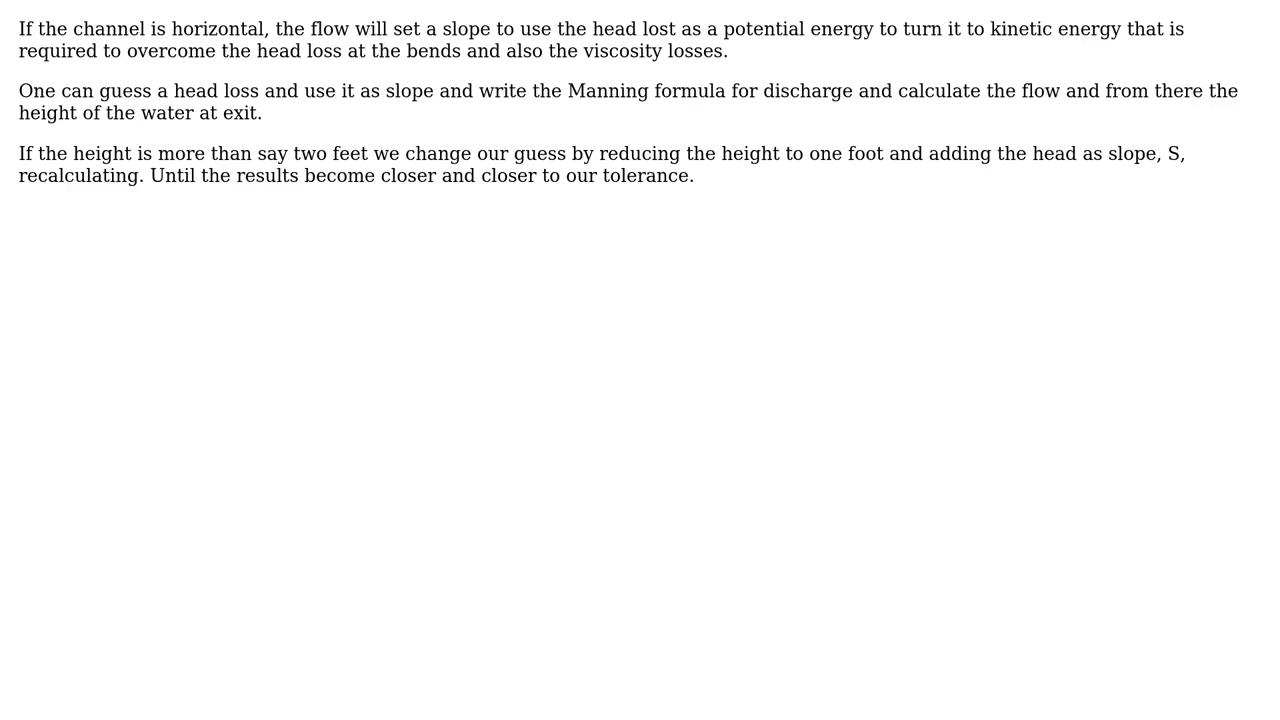 If the channel is horizontal, the flow will set a slope to use the head lost as a potential energy to turn it to kinetic energy that is
required to overcome the head loss at the bends and also the viscosity losses.
One can guess a head loss and use it as slope and write the Manning formula for discharge and calculate the flow and from there the
height of the water at exit.
If the height is more than say two feet we change our guess by reducing the height to one foot and adding the head as slope, S,
recalculating. Until the results become closer and closer to our tolerance.